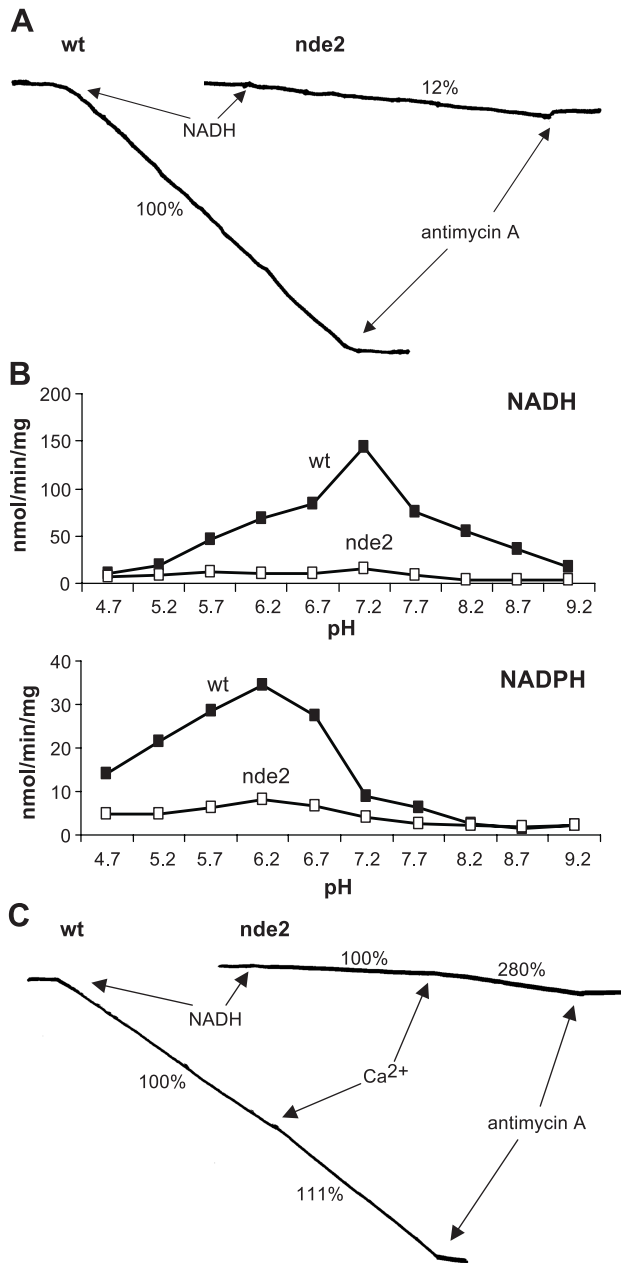 A
wt nde2
12%
NADH
100%
antimycin A
B
200
NADH
150
wt
100
nde2
50
0
nmol/min/mg
4.7 5.2 5.7 6.2 6.7 7.2 7.7 8.2 8.7 9.2
pH
40
NADPH
wt
30
20
nde2
10
0
nmol/min/mg
4.7 5.2 5.7 6.2 6.7 7.2 7.7 8.2 8.7 9.2
pH
C
wt nde2
100% 280%
NADH
100% Ca2+
antimycin A
111%